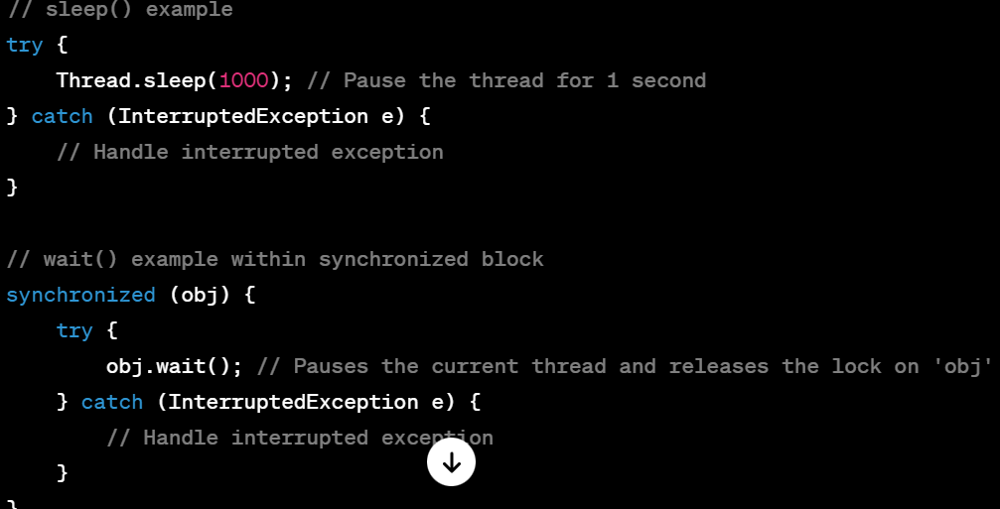 // sleep() example
try {
    Thread.sleep(1000); // Pause the thread for 1 second
} catch (InterruptedException e) {
    // Handle interrupted exception
}

// wait() example within synchronized block
synchronized (obj) {
    try {
        obj.wait(); // Pauses the current thread and releases the lock on 'obj'
    } catch (InterruptedException e) {
        // Handle interrupted exception
    }
}